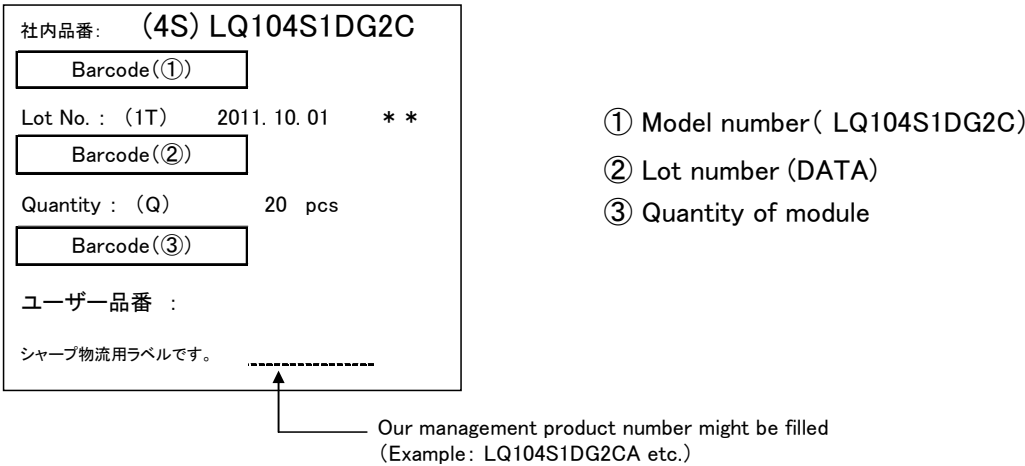 社内品番: (4S) LQ104S1DG2C
Barcode(①)
Lot No. : (1T) 2011. 10. 01 * *
Barcode(②)
Quantity : (Q) 20 pcs
Barcode(③)
ユーザー品番 :
シャープ物流用ラベルです。
① Model number( LQ104S1DG2C)
② Lot number (DATA)
③ Quantity of module
Our management product number might be filled
(Example: LQ104S1DG2CA etc.)